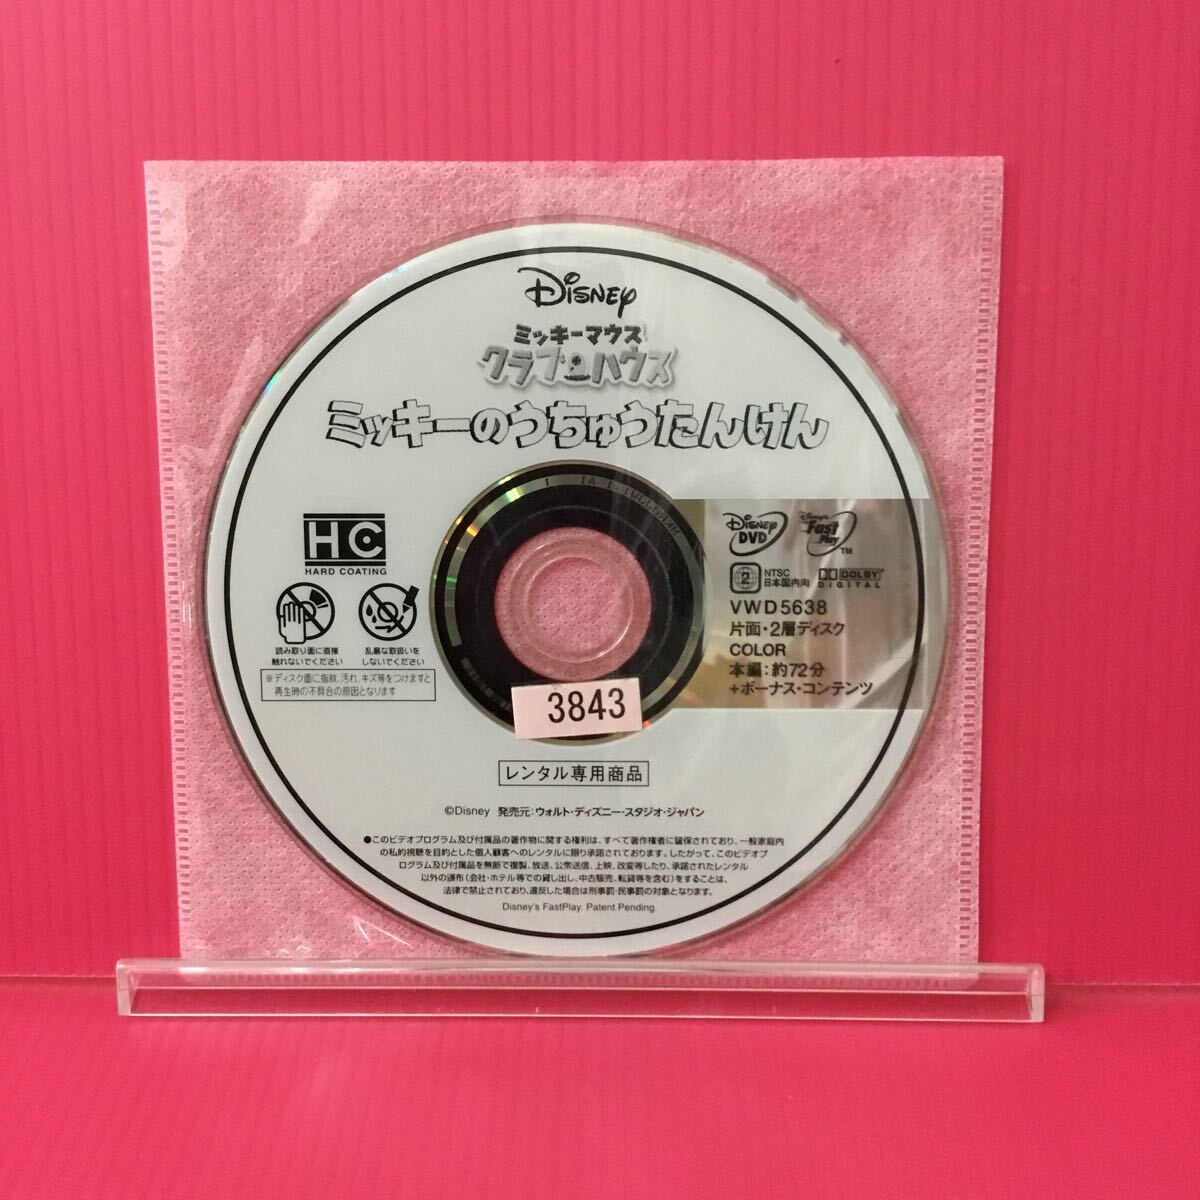 Disney
ミッキーマウス
クラブハウス
ミッキーのうちゅうたんけん
HC
HARD COATING
読み取り面に直接
触れないでください
乱暴な取扱いを
しないでください
※ディスク面に指紋、汚れ、キズ等をつけますと
再生時の不具合の原因となります
Disney
DVD
Disney's
Fast
Play
TM
2
NTSC
日本国内向
DOLBY
DIGITAL
VWD5638
片面・2層ディスク
COLOR
本編：約72分
+ボーナス・コンテンツ
3843
レンタル専用商品
©Disney 発売元：ウォルト・ディズニー・スタジオ・ジャパン
●このビデオプログラム及び付属品の著作物に関する権利は、すべて著作権者に留保されており、一般家庭内
の私的視聴を目的とした個人顧客へのレンタルに限り承諾されております。したがって、このビデオプ
ログラム及び付属品を無断で複製、放送、公衆送信、上映、改変等したり、承諾されたレンタル
以外の頒布（会社・ホテル等での貸し出し、中古販売、転貸等を含む）をすることは、
法律で禁止されており、違反した場合は刑事罰・民事罰の対象となります。
Disney's FastPlay. Patent Pending.